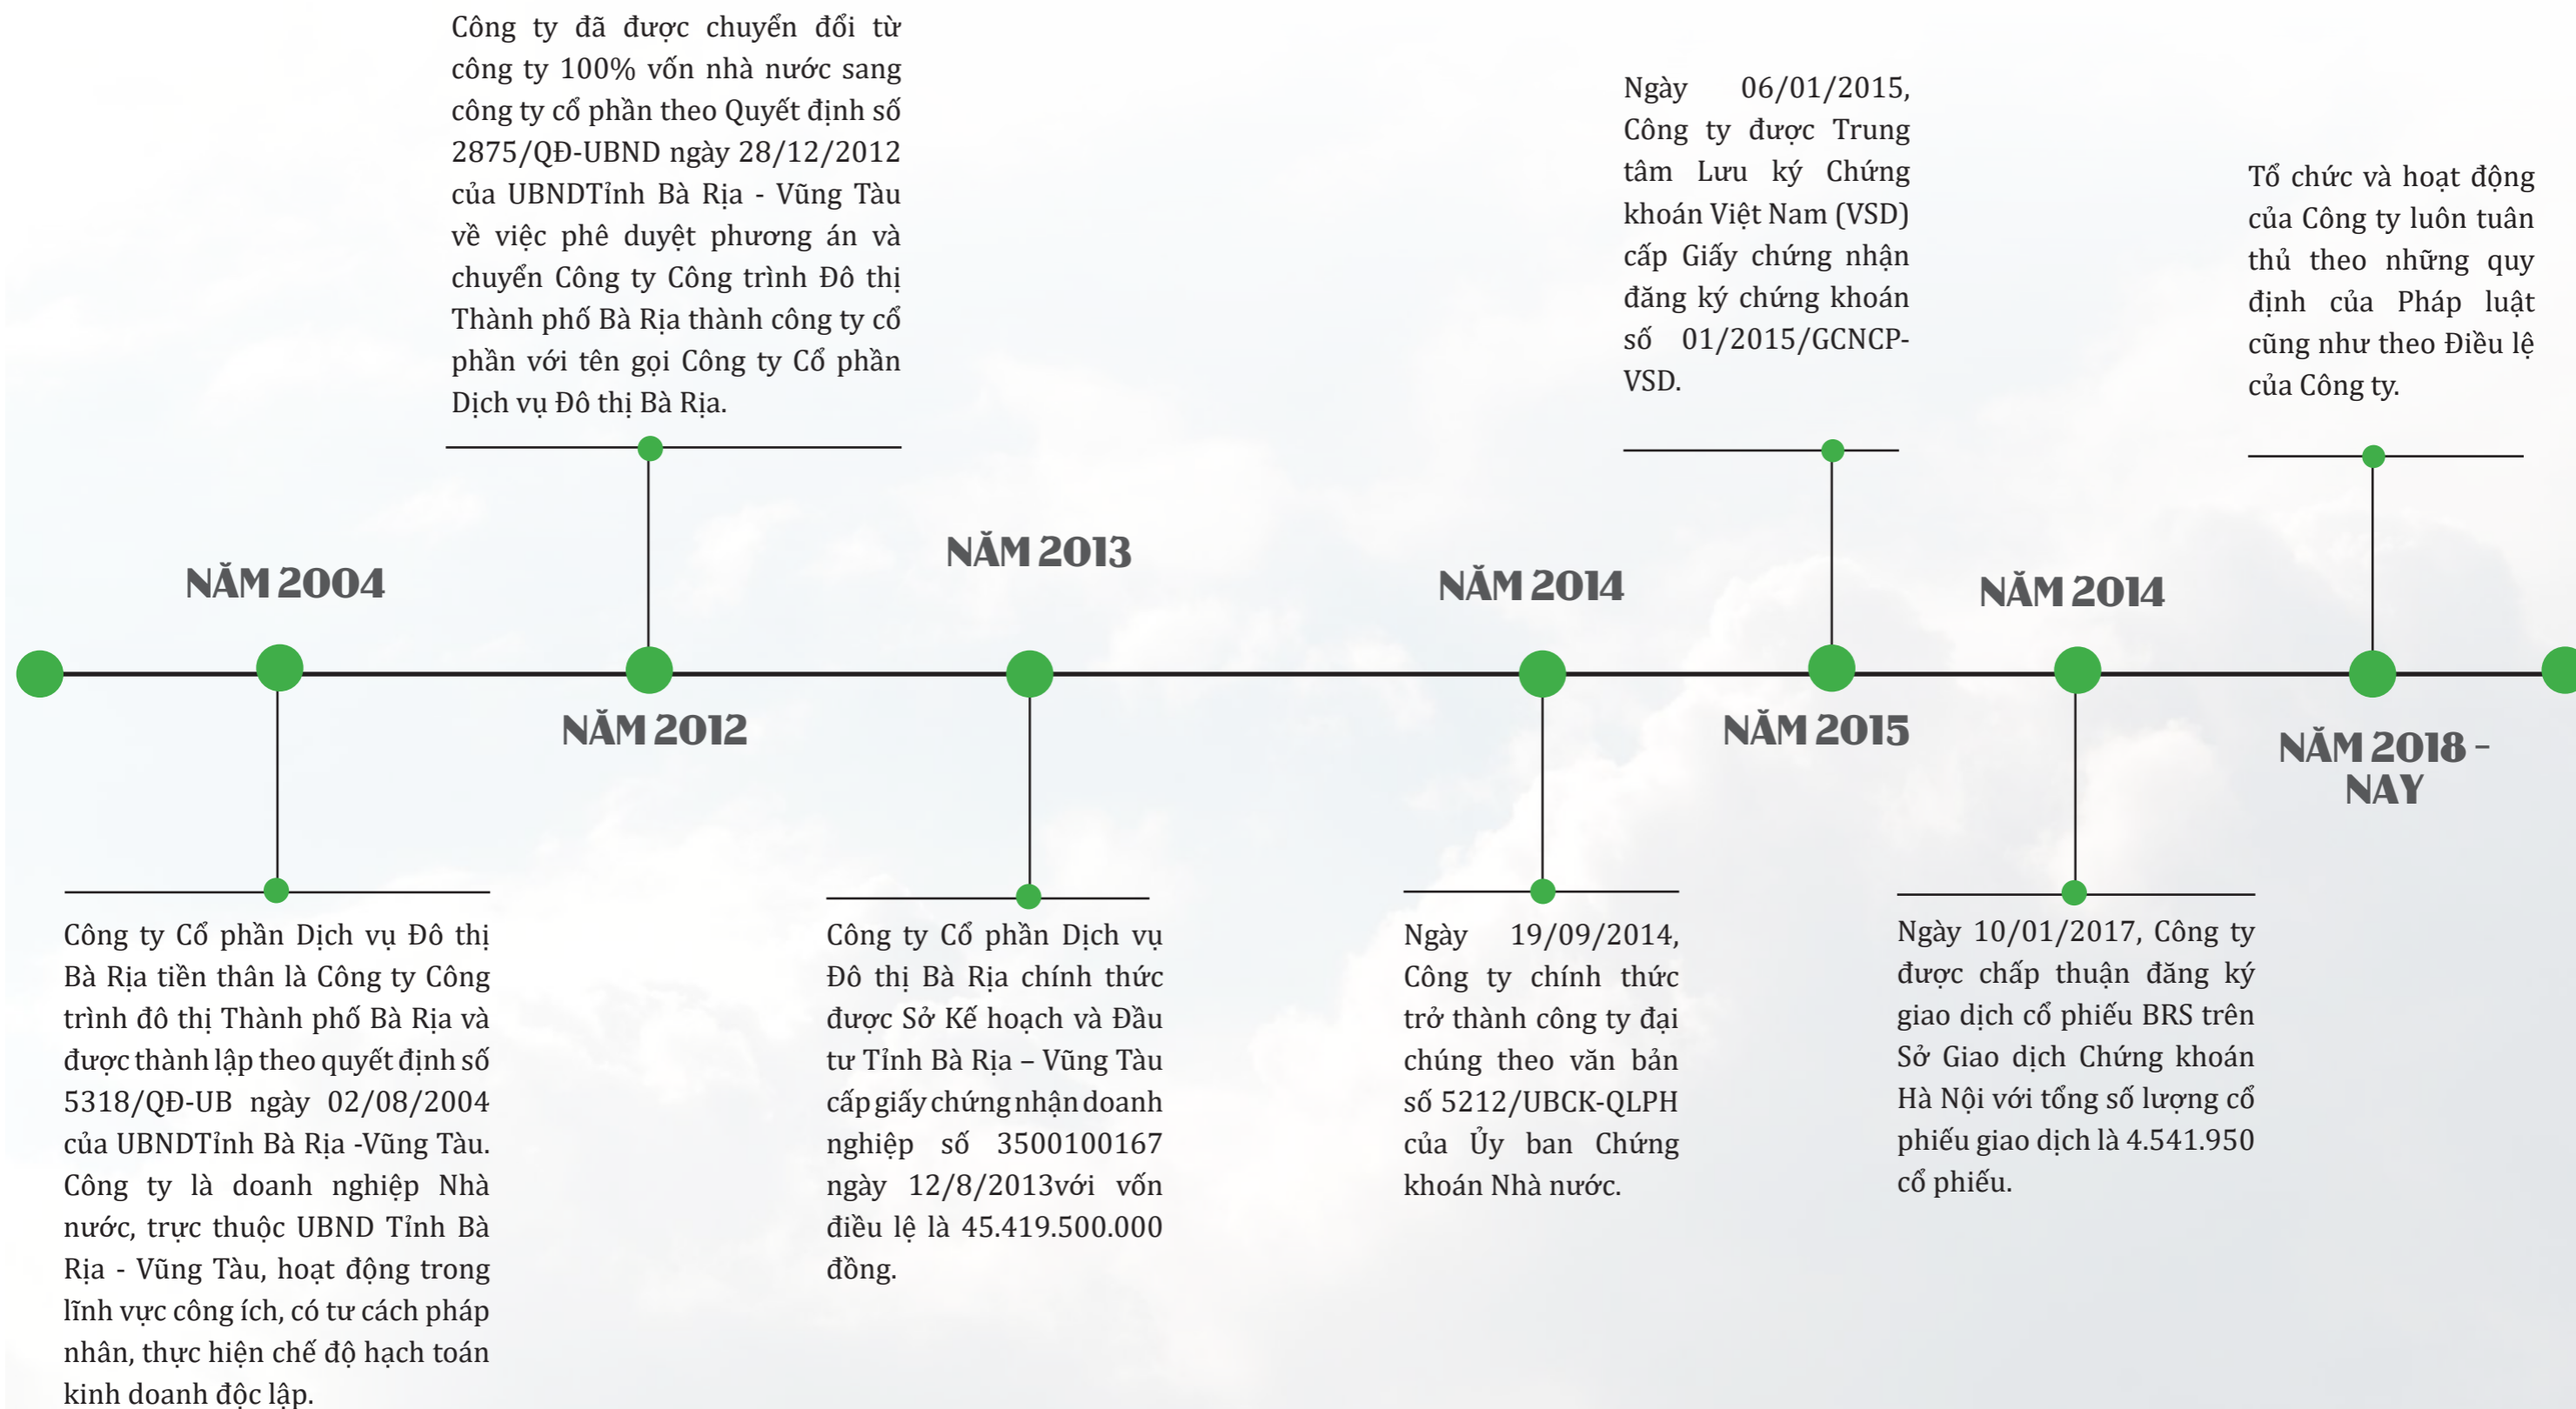 NĂM 2004
Công ty Cổ phần Dịch vụ Đô thị
Bà Rịa tiền thân là Công ty Công
trình đô thị Thành phố Bà Rịa và
được thành lập theo quyết định số
5318/QĐ-UB ngày 02/08/2004
của UBNDTỉnh Bà Rịa -Vũng Tàu.
Công ty là doanh nghiệp Nhà
nước, trực thuộc UBND Tỉnh Bà
Rịa - Vũng Tàu, hoạt động trong
lĩnh vực công ích, có tư cách pháp
nhân, thực hiện chế độ hạch toán
kinh doanh độc lập.
Công ty đã được chuyển đổi từ
công ty 100% vốn nhà nước sang
công ty cổ phần theo Quyết định số
2875/QĐ-UBND ngày 28/12/2012
của UBNDTỉnh Bà Rịa - Vũng Tàu
về việc phê duyệt phương án và
chuyển Công ty Công trình Đô thị
Thành phố Bà Rịa thành công ty cổ
phần với tên gọi Công ty Cổ phần
Dịch vụ Đô thị Bà Rịa.
NĂM 2012
NĂM 2013
Công ty Cổ phần Dịch vụ
Đô thị Bà Rịa chính thức
được Sở Kế hoạch và Đầu
tư Tỉnh Bà Rịa – Vũng Tàu
cấp giấy chứng nhận doanh
nghiệp số 3500100167
ngày 12/8/2013với vốn
điều lệ là 45.419.500.000
đồng.
NĂM 2014
Ngày 19/09/2014,
Công ty chính thức
trở thành công ty đại
chúng theo văn bản
số 5212/UBCK-QLPH
của Ủy ban Chứng
khoán Nhà nước.
Ngày 06/01/2015,
Công ty được Trung
tâm Lưu ký Chứng
khoán Việt Nam (VSD)
cấp Giấy chứng nhận
đăng ký chứng khoán
số 01/2015/GCNCP-
VSD.
NĂM 2015
NĂM 2014
Ngày 10/01/2017, Công ty
được chấp thuận đăng ký
giao dịch cổ phiếu BRS trên
Sở Giao dịch Chứng khoán
Hà Nội với tổng số lượng cổ
phiếu giao dịch là 4.541.950
cổ phiếu.
Tổ chức và hoạt động
của Công ty luôn tuân
thủ theo những quy
định của Pháp luật
cũng như theo Điều lệ
của Công ty.
NĂM 2018 -
NAY